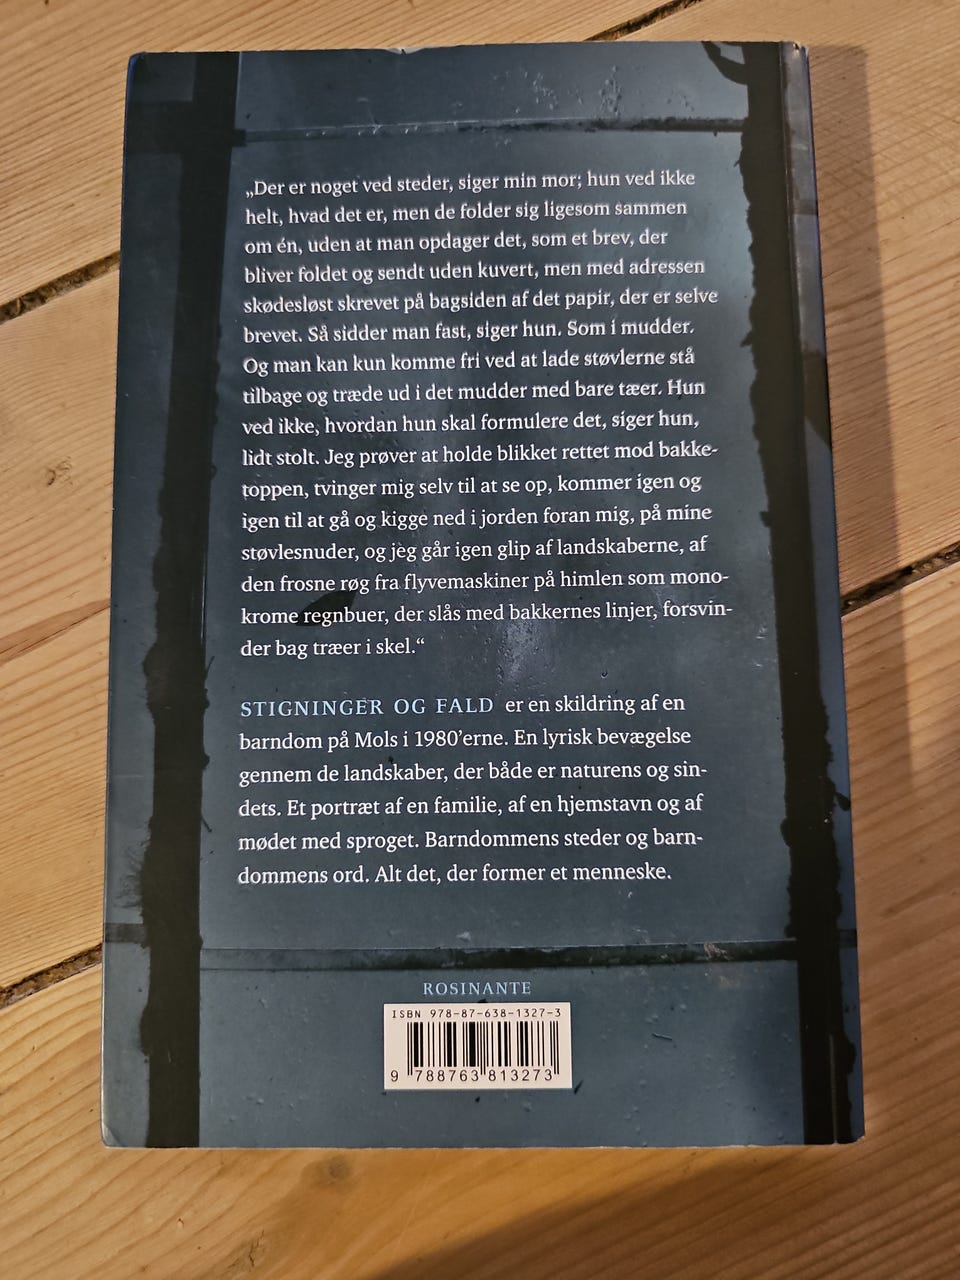 „Der er noget ved steder, siger min mor; hun ved ikke
helt, hvad det er, men de folder sig ligesom sammen
om én, uden at man opdager det, som et brev, der
bliver foldet og sendt uden kuvert, men med adressen
skødesløst skrevet på bagsiden af det papir, der er selve
brevet. Så sidder man fast, siger hun. Som i mudder.
Og man kan kun komme fri ved at lade støvlerne stå
tilbage og træde ud i det mudder med bare tæer. Hun
ved ikke, hvordan hun skal formulere det, siger hun,
lidt stolt. Jeg prøver at holde blikket rettet mod bakke-
toppen, tvinger mig selv til at se op, kommer igen og
igen til at gå og kigge ned i jorden foran mig, på mine
støvlesnuder, og jeg går igen glip af landskaberne, af
den frosne røg fra flyvemaskiner på himlen som mono-
krome regnbuer, der slås med bakkernes linjer, forsvin-
der bag træer i skel.“
STIGNINGER OG FALD er en skildring af en
barndom på Mols i 1980'erne. En lyrisk bevægelse
gennem de landskaber, der både er naturens og sin-
dets. Et portræt af en familie, af en hjemstavn og af
mødet med sproget. Barndommens steder og barn-
dommens ord. Alt det, der former et menneske.
ROSINANTE
ISBN 978-87-638-1327-3
9 788763 813273